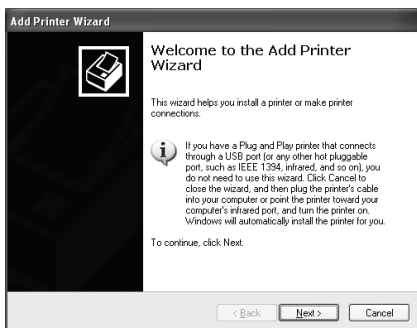 Add Printer Wizard
Welcome to the Add Printer
Wizard
This wizard helps you install a printer or make printer
connections.
If you have a Plug and Play printer that connects
through a USB port (or any other hot pluggable
port, such as IEEE 1394, infrared, and so on), you
do not need to use this wizard. Click Cancel to
close the wizard, and then plug the printer's cable
into your computer or point the printer toward your
computer's infrared port, and turn the printer on.
Windows will automatically install the printer for you.
To continue, click Next.
< Back Next > Cancel